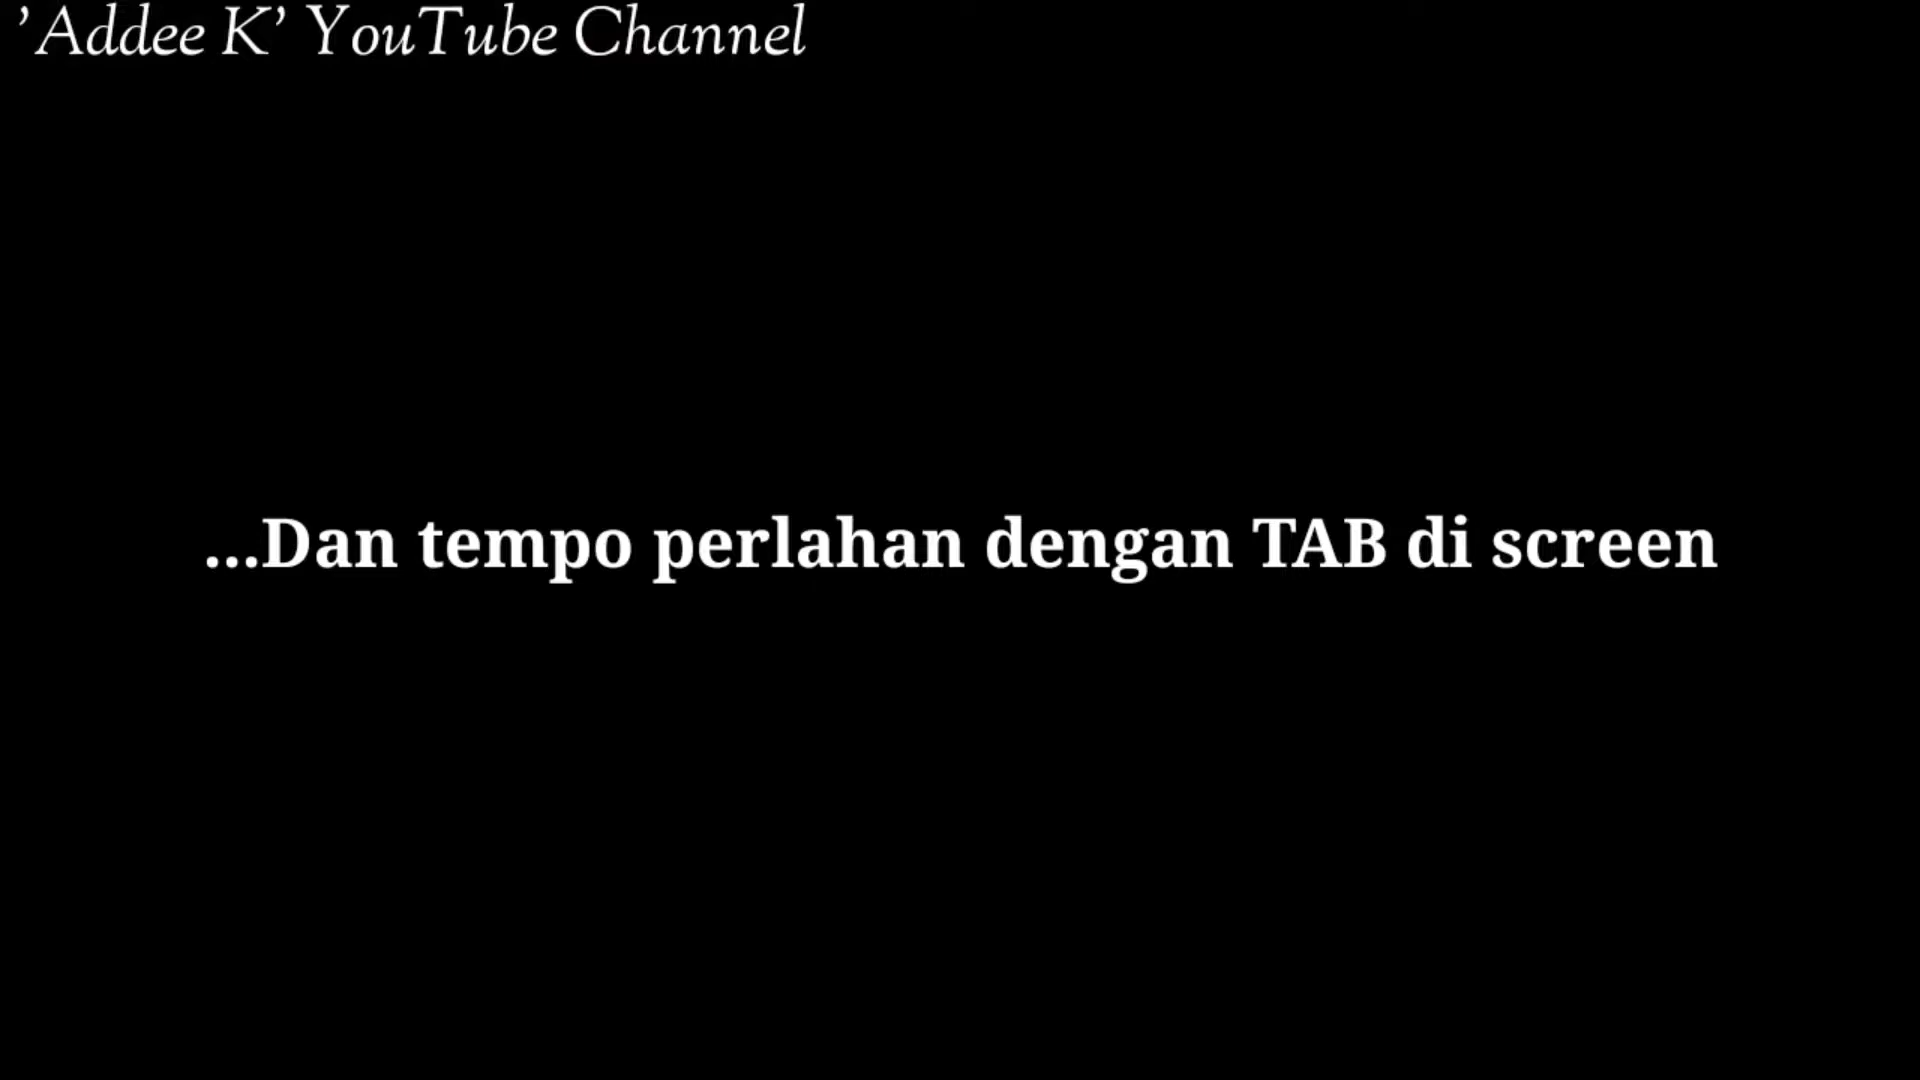 ’Addee K’ YouTube Channel
...Dan tempo perlahan dengan TAB di screen